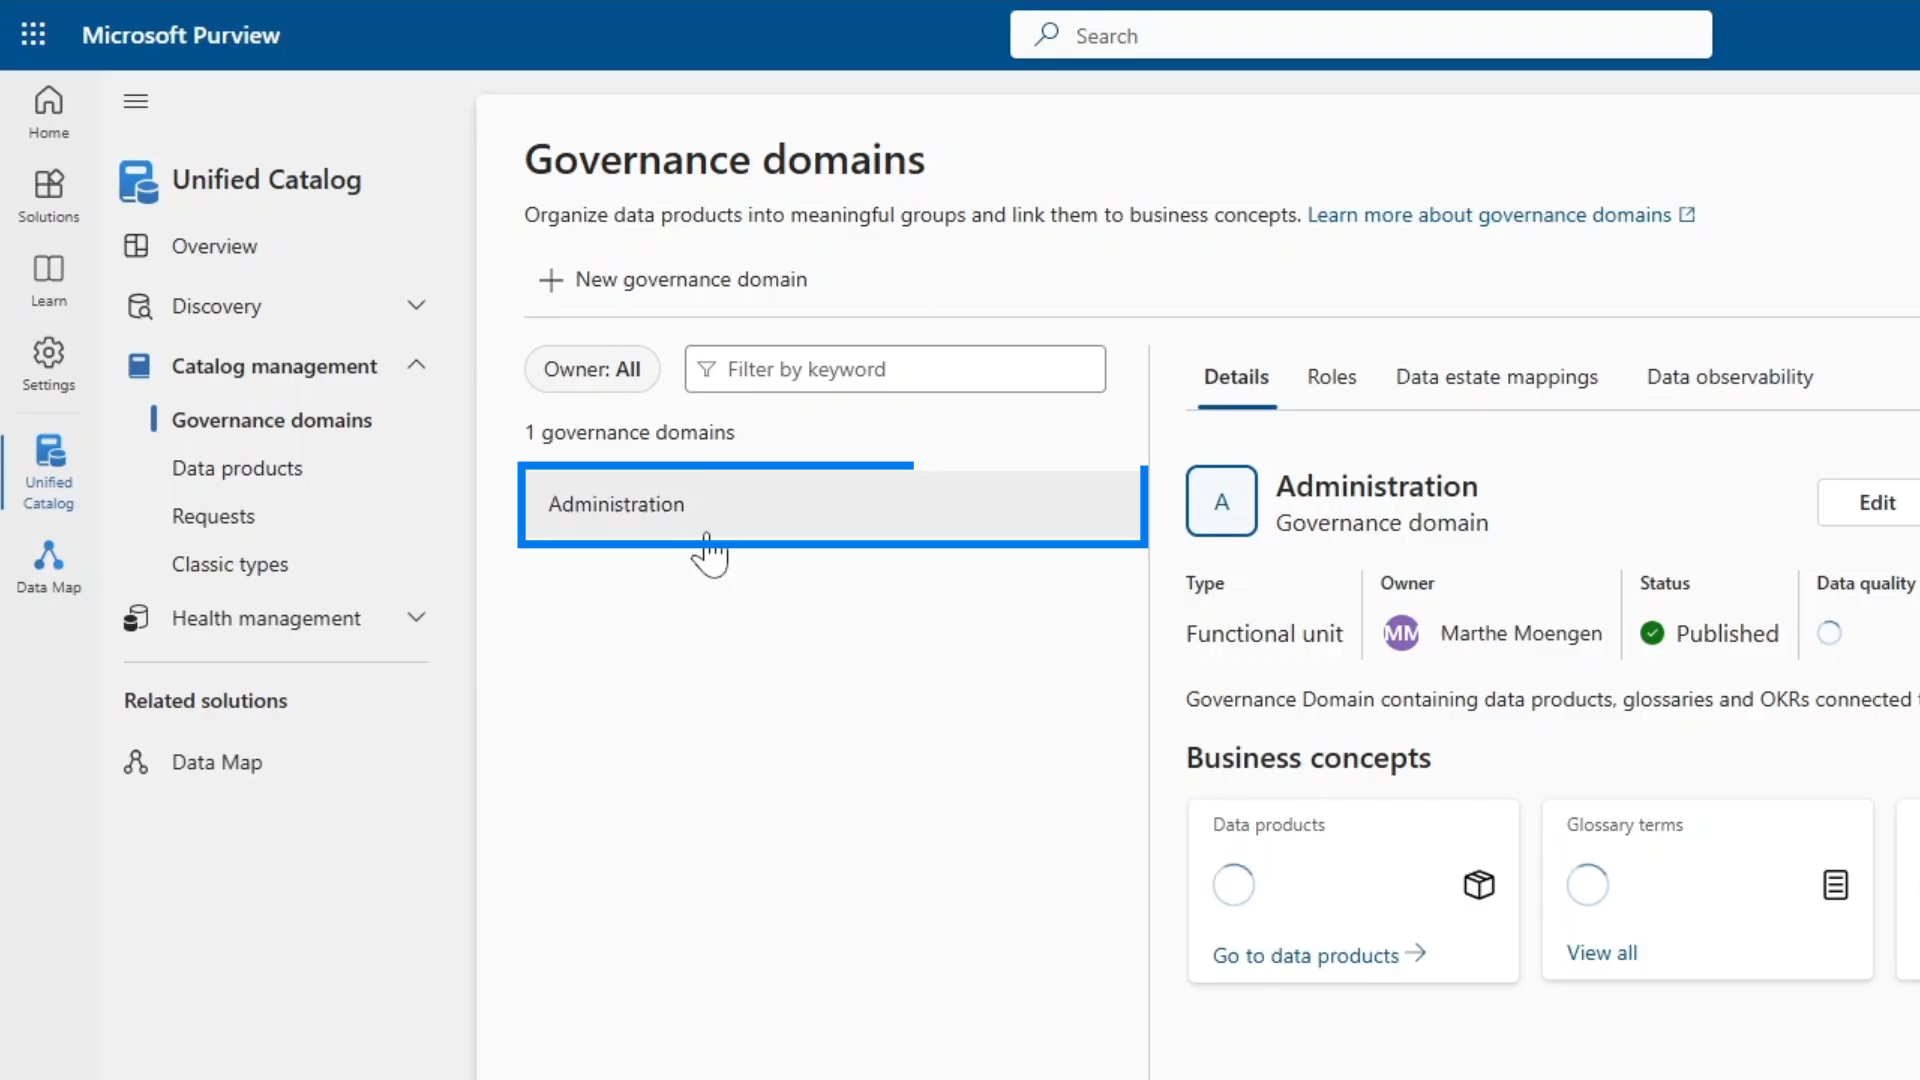 Microsoft Purview
Search
Home
Solutions
Learn
Settings
Unified
Catalog
Data Map
Unified Catalog
Overview
Discovery
Catalog management
Governance domains
Data products
Requests
Classic types
Health management
Related solutions
Data Map
Governance domains
Organize data products into meaningful groups and link them to business concepts. Learn more about governance domains
New governance domain
Owner: All
Filter by keyword
1 governance domains
Administration
Details Roles Data estate mappings Data observability
A
Administration
Governance domain
Edit
Type Owner Status Data quality
Functional unit MM Marthe Moengen Published
Governance Domain containing data products, glossaries and OKRs connected
Business concepts
Data products
Go to data products
Glossary terms
View all